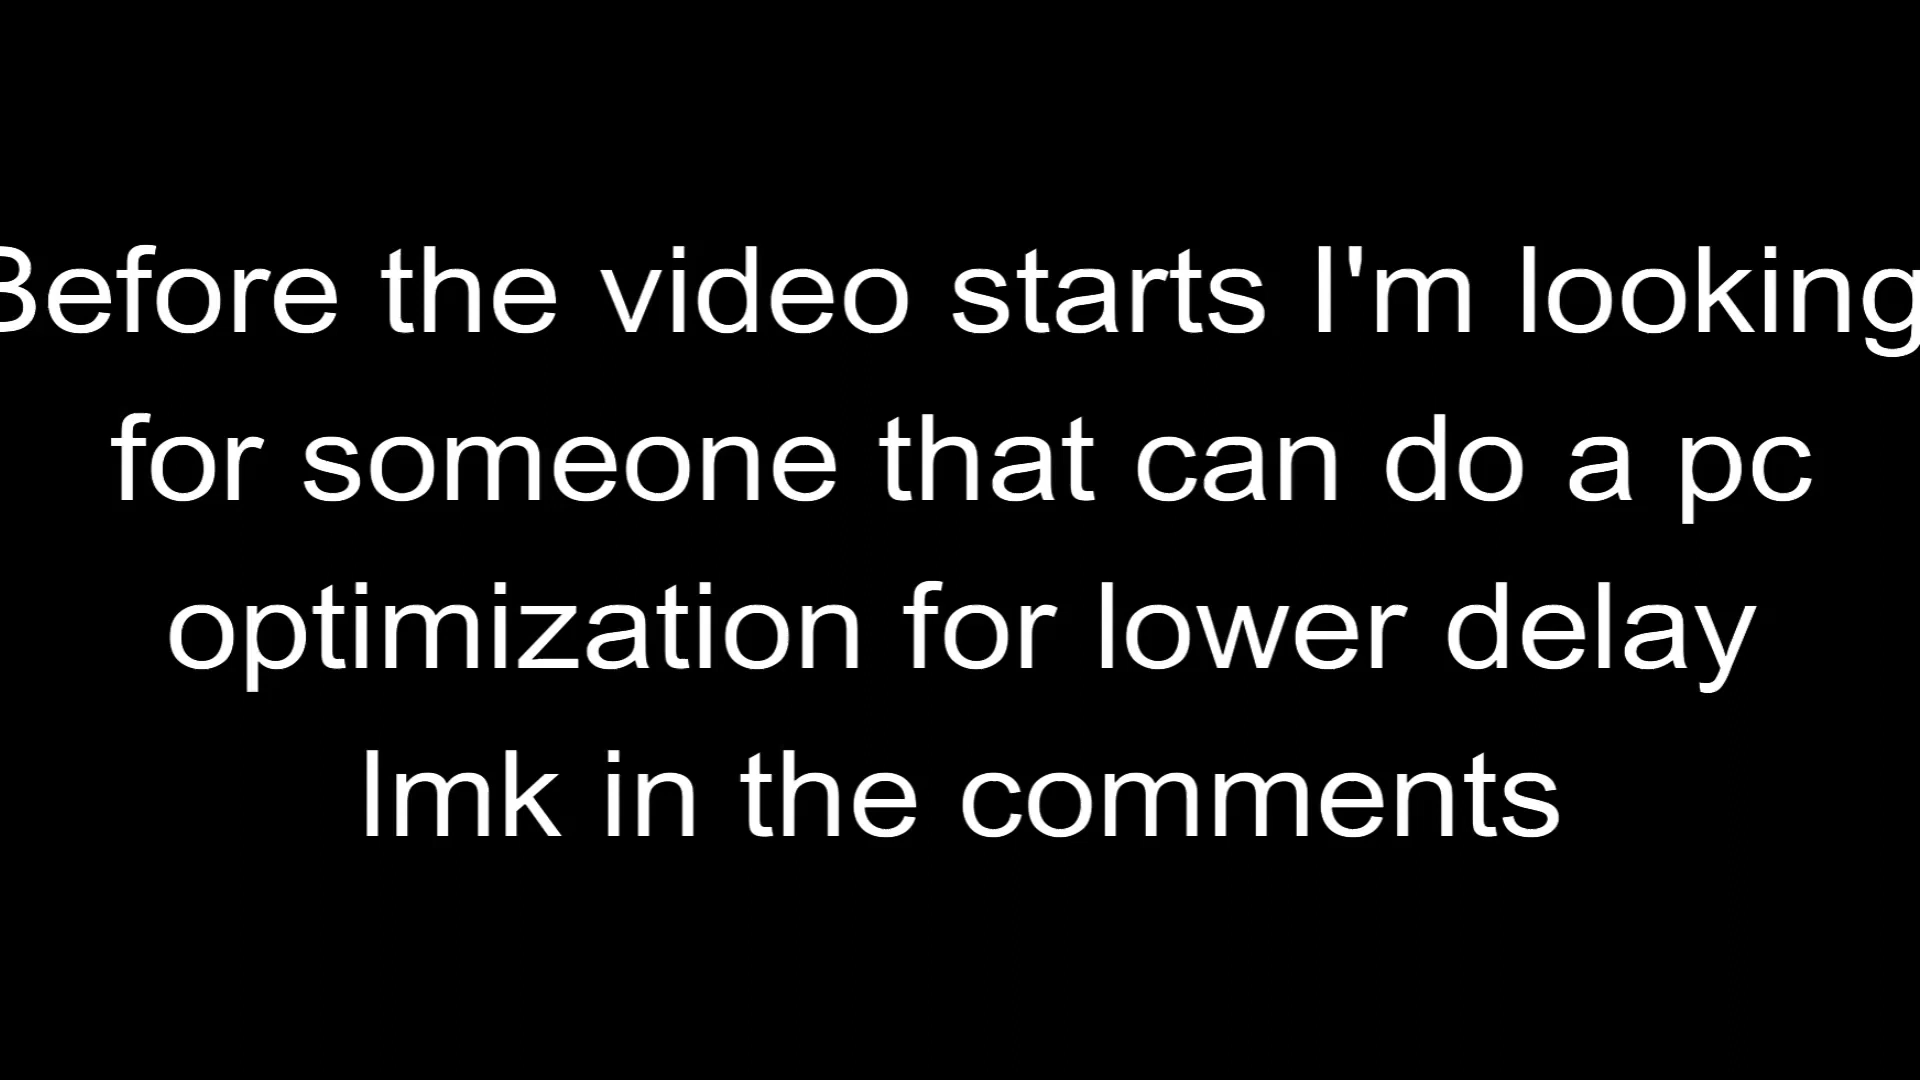 Before the video starts I'm looking
for someone that can do a pc
optimization for lower delay
lmk in the comments